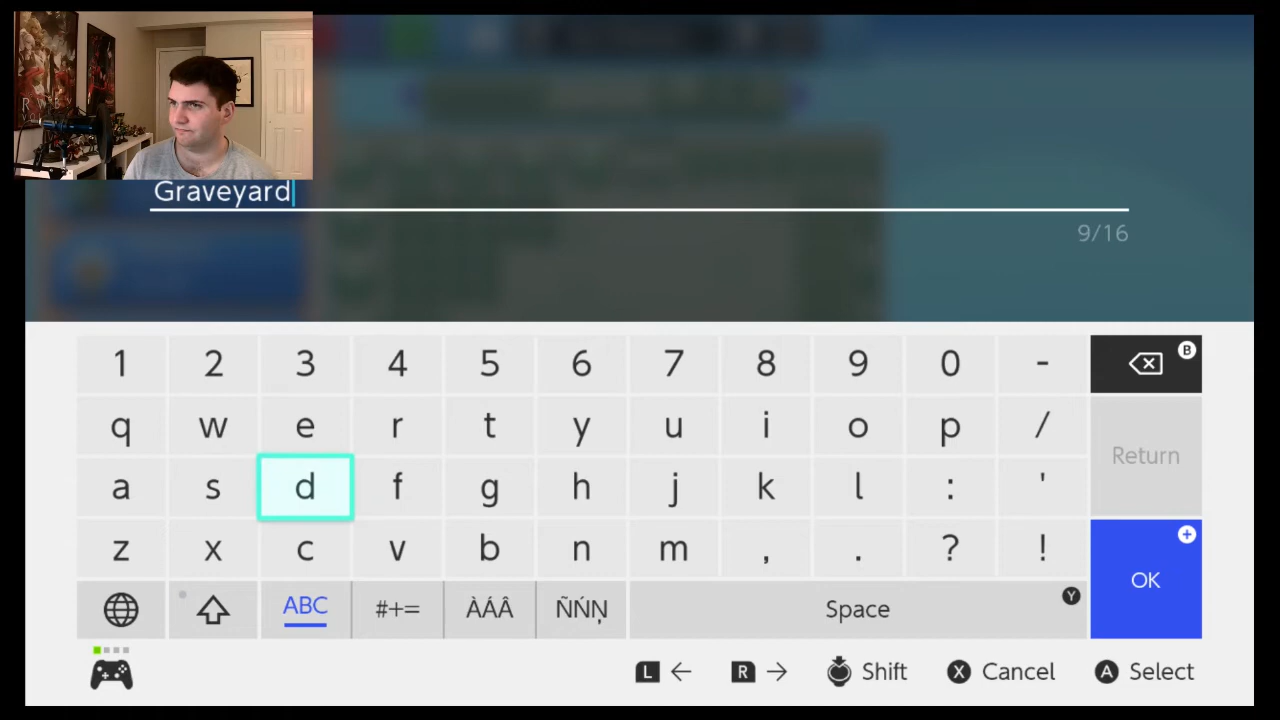 Graveyard
9/16
1 2 3 4 5 6 7 8 9 0 - B
q w e r t y u i o p / Return
a s d f g h j k l : '
z x c v b n m , . ? ! + OK
ABC #+= ÀÁÂ ÑŃŅ Space Y
L ← R → Shift X Cancel A Select